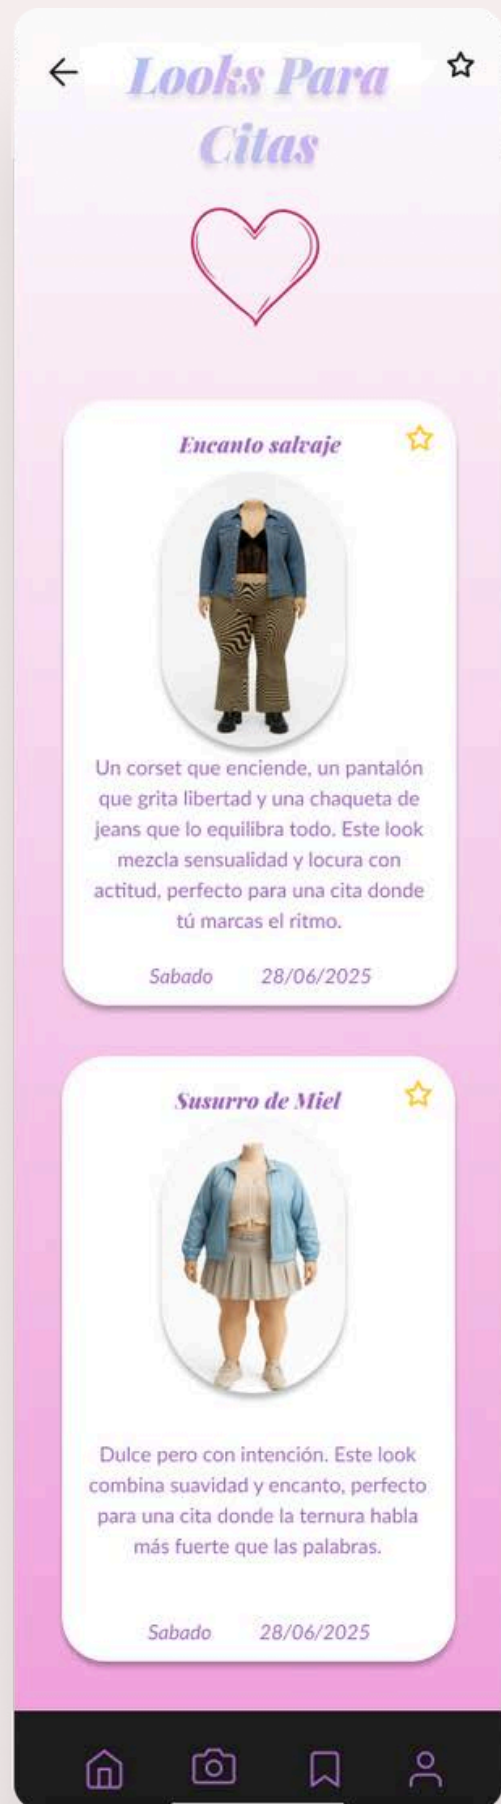 Looks Para
Citas
Encanto salvaje
Un corset que enciende, un pantalón
que grita libertad y una chaqueta de
jeans que lo equilibra todo. Este look
mezcla sensualidad y locura con
actitud, perfecto para una cita donde
tú marcas el ritmo.
Sabado 28/06/2025
Susurro de Miel
Dulce pero con intención. Este look
combina suavidad y encanto, perfecto
para una cita donde la ternura habla
más fuerte que las palabras.
Sabado 28/06/2025